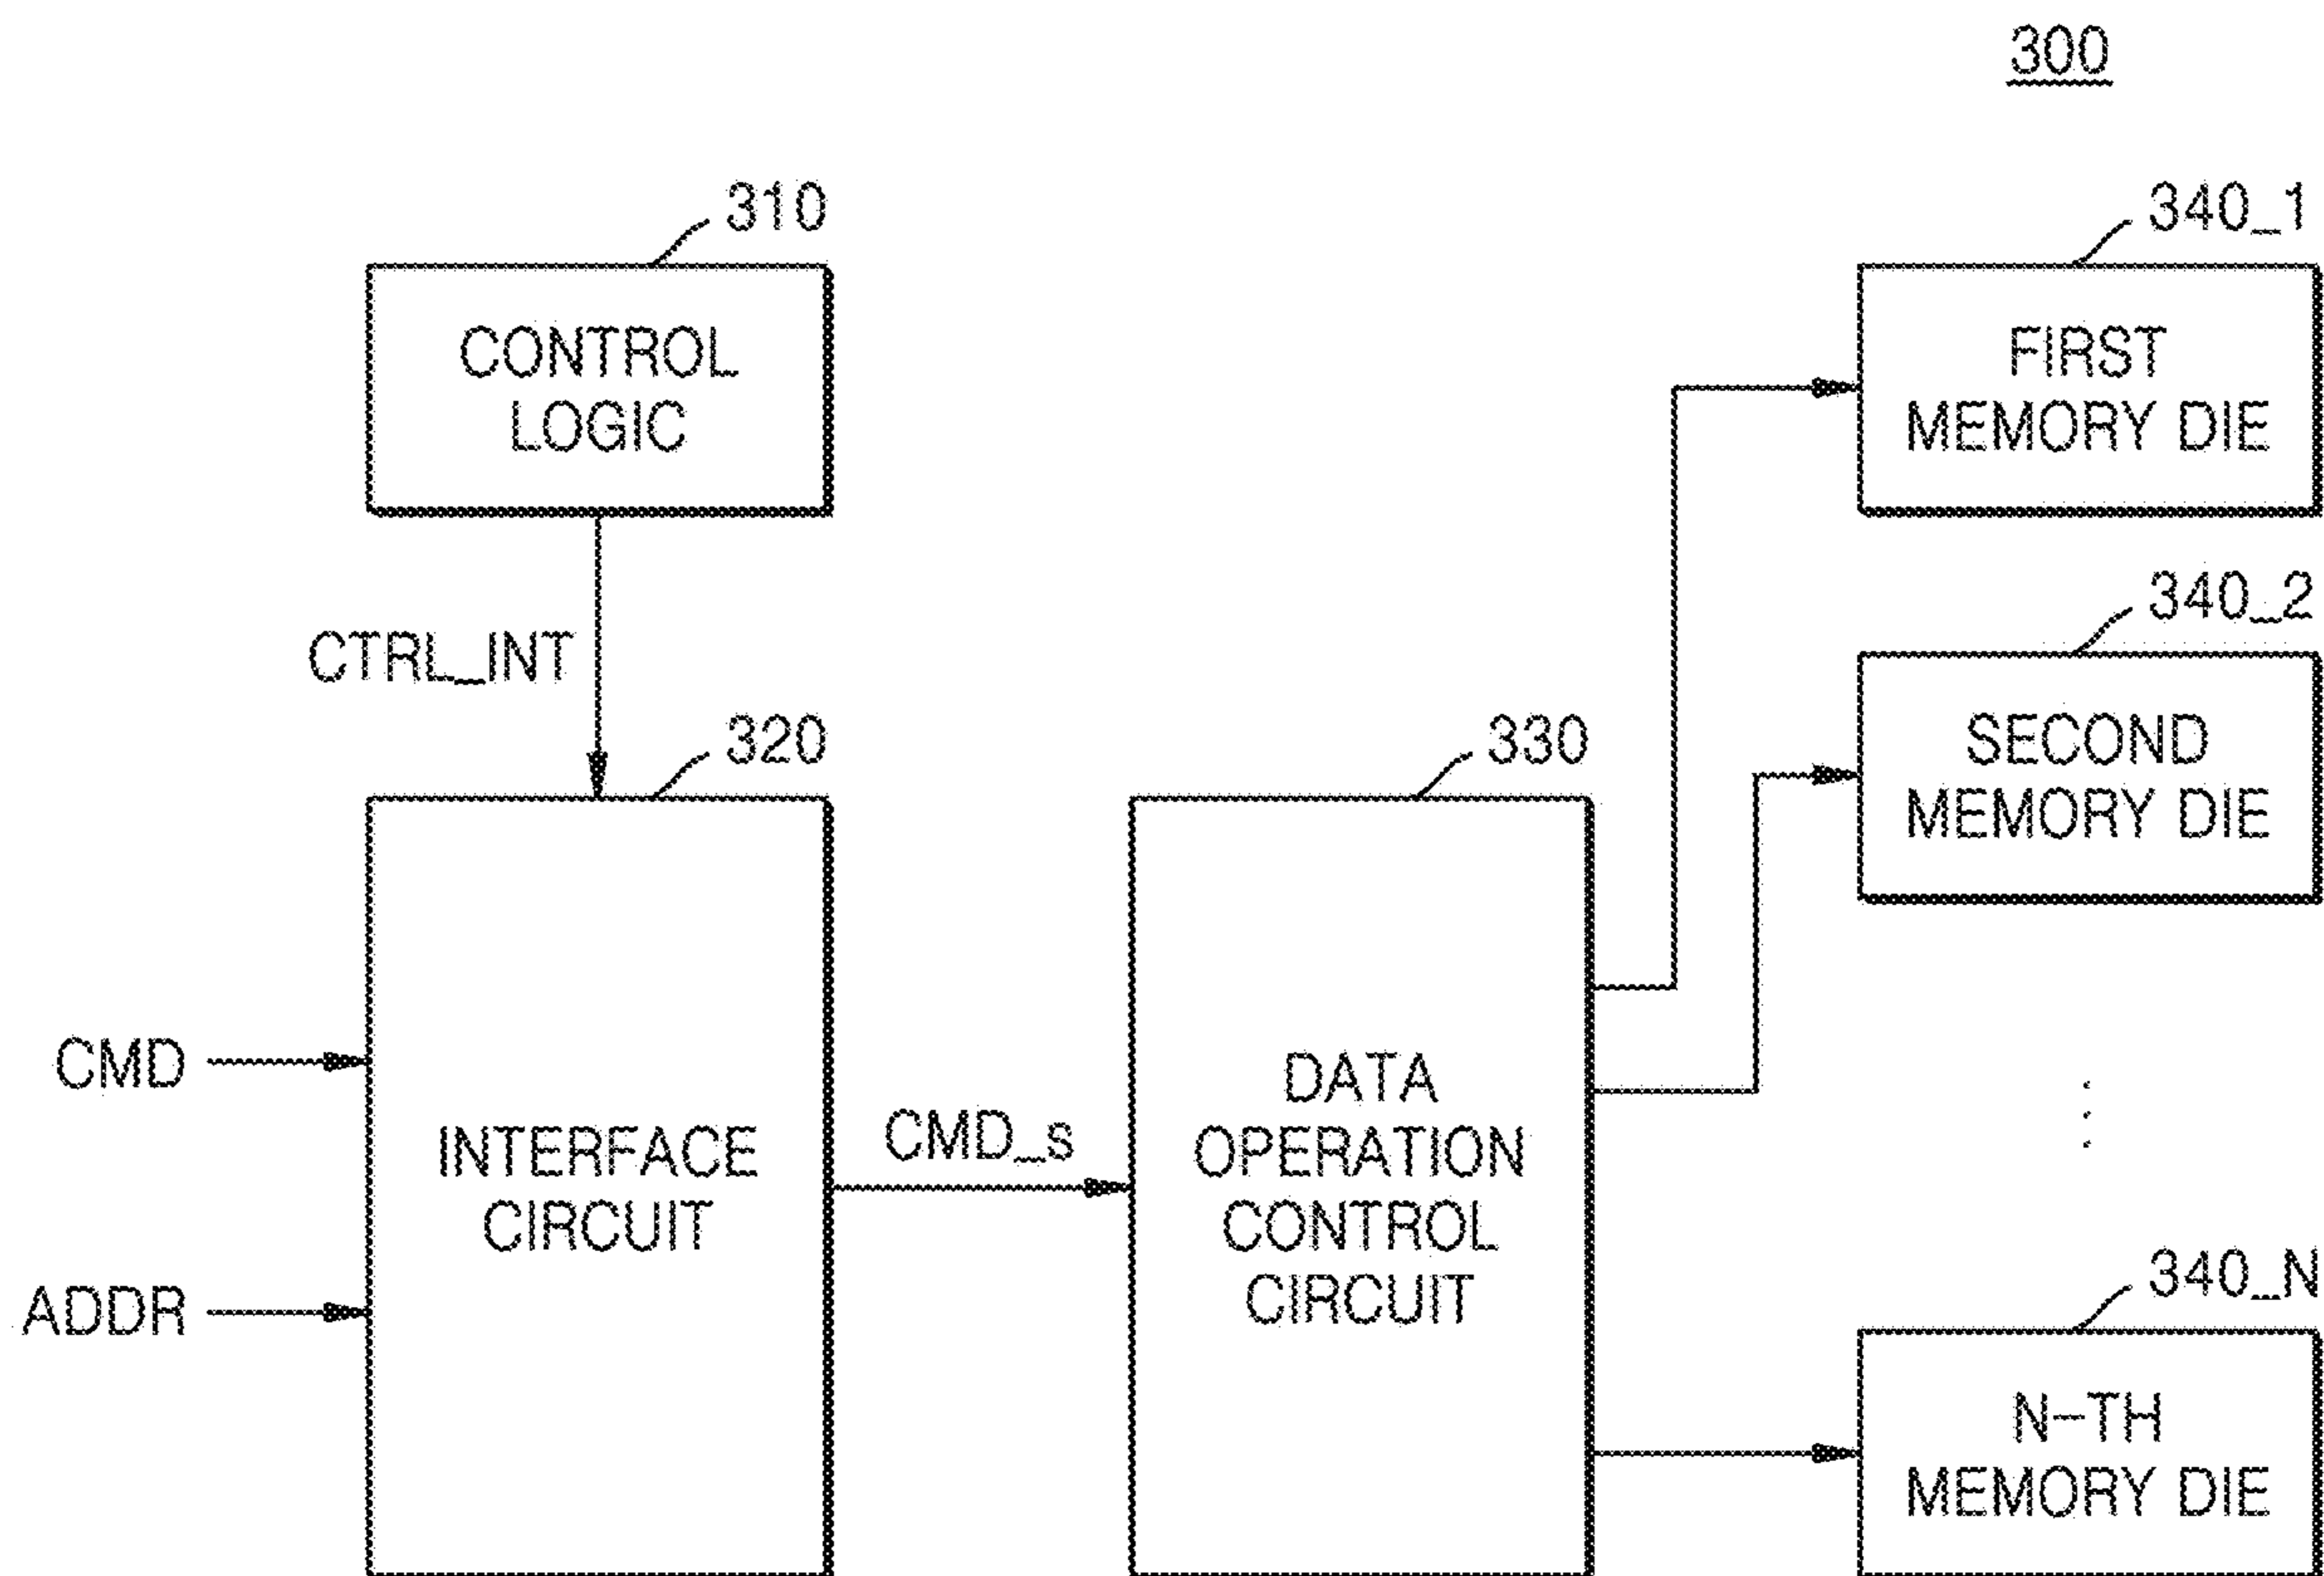 300
310
340_1
CONTROL
LOGIC
FIRST
MEMORY DIE
CTRL_INT
340_2
320
330
SECOND
MEMORY DIE
CMD
INTERFACE
CIRCUIT
CMD_s
DATA
OPERATION
CONTROL
CIRCUIT
ADDR
340_N
N-TH
MEMORY DIE